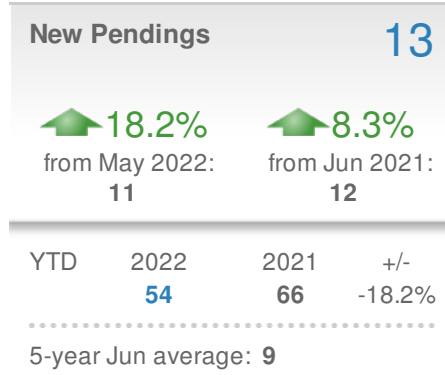 New Pendings 13
18.2% 8.3%
from May 2022: from Jun 2021:
11 12
YTD 2022 2021 +/-
54 66 -18.2%
5-year Jun average: 9